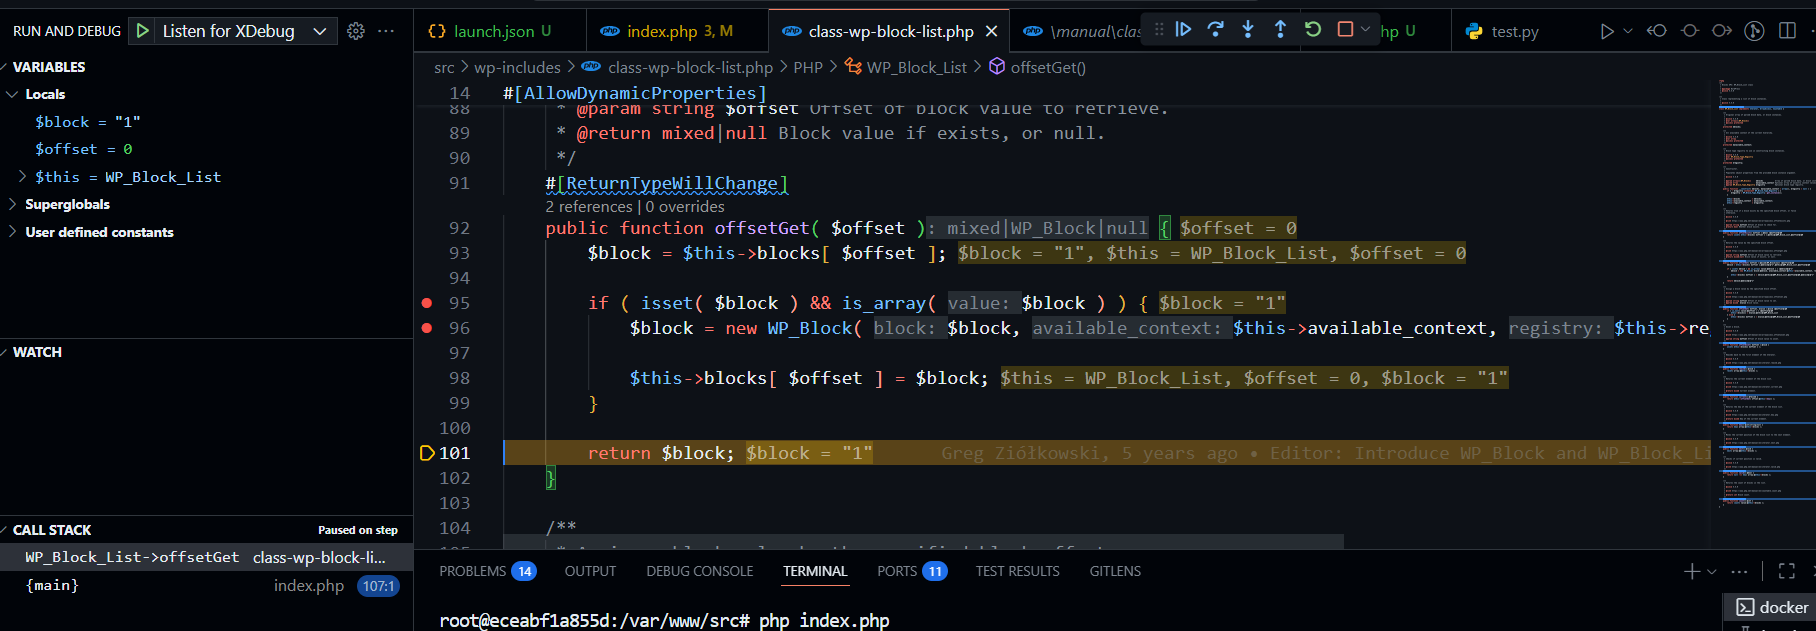 RUN AND DEBUG Listen for XDebug ···
launch.json U
index.php 3, M
class-wp-block-list.php
\manual\clas
hp U
test.py
VARIABLES
Locals
$block = "1"
$offset = 0
$this = WP_Block_List
Superglobals
User defined constants
WATCH
CALL STACK Paused on step
WP_Block_List->offsetGet class-wp-block-li...
{main} index.php 107:1
src > wp-includes > class-wp-block-list.php > PHP > WP_Block_List > offsetGet()
14 #[AllowDynamicProperties]
88 * @param string $offset Offset of block value to retrieve.
89 * @return mixed|null Block value if exists, or null.
90 */
91 #[ReturnTypeWillChange]
2 references | 0 overrides
92 public function offsetGet( $offset ): mixed|WP_Block|null { $offset = 0
93 $block = $this->blocks[ $offset ]; $block = "1", $this = WP_Block_List, $offset = 0
94
95 if ( isset( $block ) && is_array( value: $block ) ) { $block = "1"
96 $block = new WP_Block( block: $block, available_context: $this->available_context, registry: $this->re
97
98 $this->blocks[ $offset ] = $block; $this = WP_Block_List, $offset = 0, $block = "1"
99 }
100
101 return $block; $block = "1" Greg Ziółkowski, 5 years ago • Editor: Introduce WP_Block and WP_Block_Li
102 }
103
104 /**
PROBLEMS 14 OUTPUT DEBUG CONSOLE TERMINAL PORTS 11 TEST RESULTS GITLENS
docker
root@eceabf1a855d:/var/www/src# php index.php